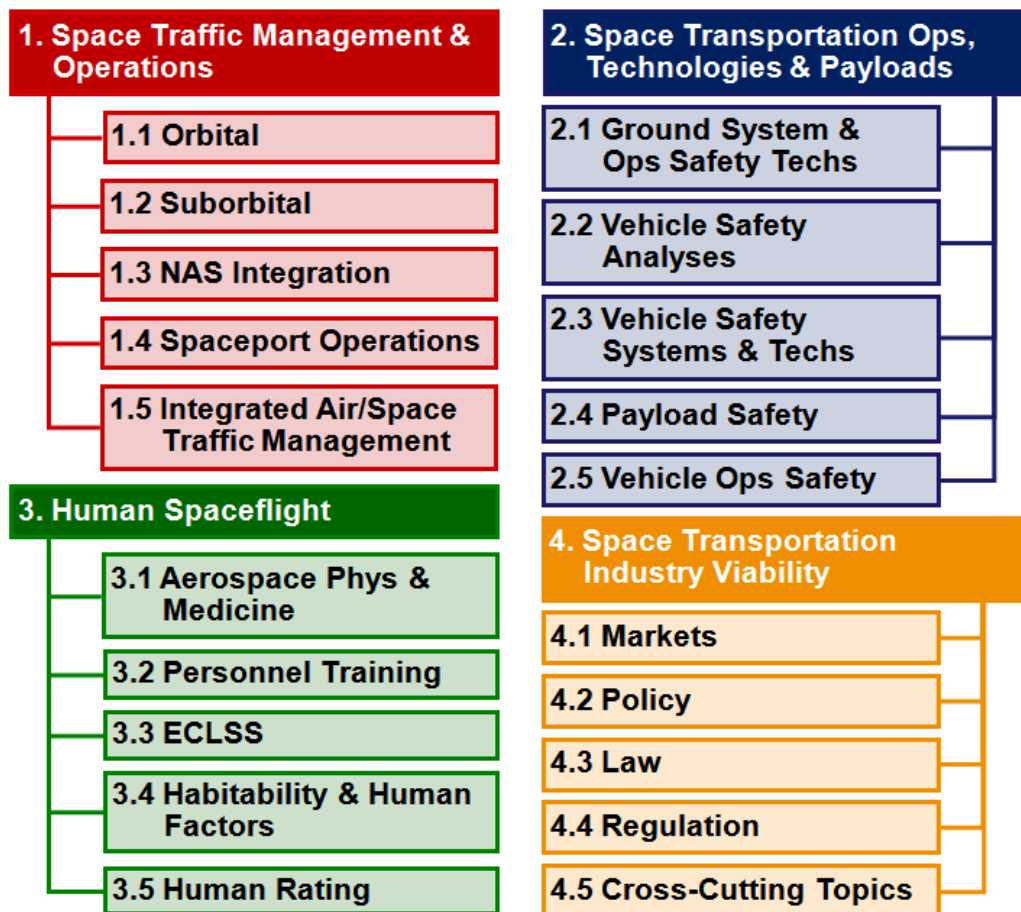 1. Space Traffic Management &
Operations
1.1 Orbital
1.2 Suborbital
1.3 NAS Integration
1.4 Spaceport Operations
1.5 Integrated Air/Space
Traffic Management
2. Space Transportation Ops,
Technologies & Payloads
2.1 Ground System &
Ops Safety Techs
2.2 Vehicle Safety
Analyses
2.3 Vehicle Safety
Systems & Techs
2.4 Payload Safety
2.5 Vehicle Ops Safety
3. Human Spaceflight
3.1 Aerospace Phys &
Medicine
3.2 Personnel Training
3.3 ECLSS
3.4 Habitability & Human
Factors
3.5 Human Rating
4. Space Transportation
Industry Viability
4.1 Markets
4.2 Policy
4.3 Law
4.4 Regulation
4.5 Cross-Cutting Topics